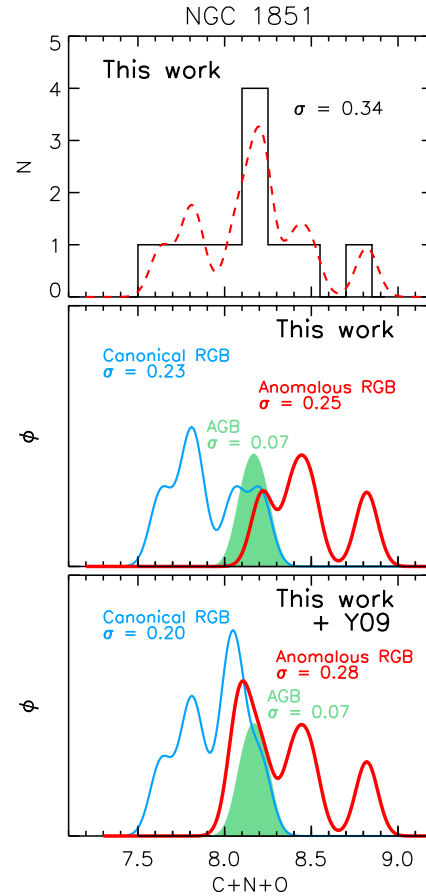 NGC 1851
5
4
3
2
1
0
N
This work
σ = 0.34
This work
Canonical RGB
σ = 0.23
Anomalous RGB
σ = 0.25
AGB
σ = 0.07
ϕ
This work
+ Y09
Canonical RGB
σ = 0.20
Anomalous RGB
σ = 0.28
AGB
σ = 0.07
ϕ
7.5 8.0 8.5 9.0
C+N+O